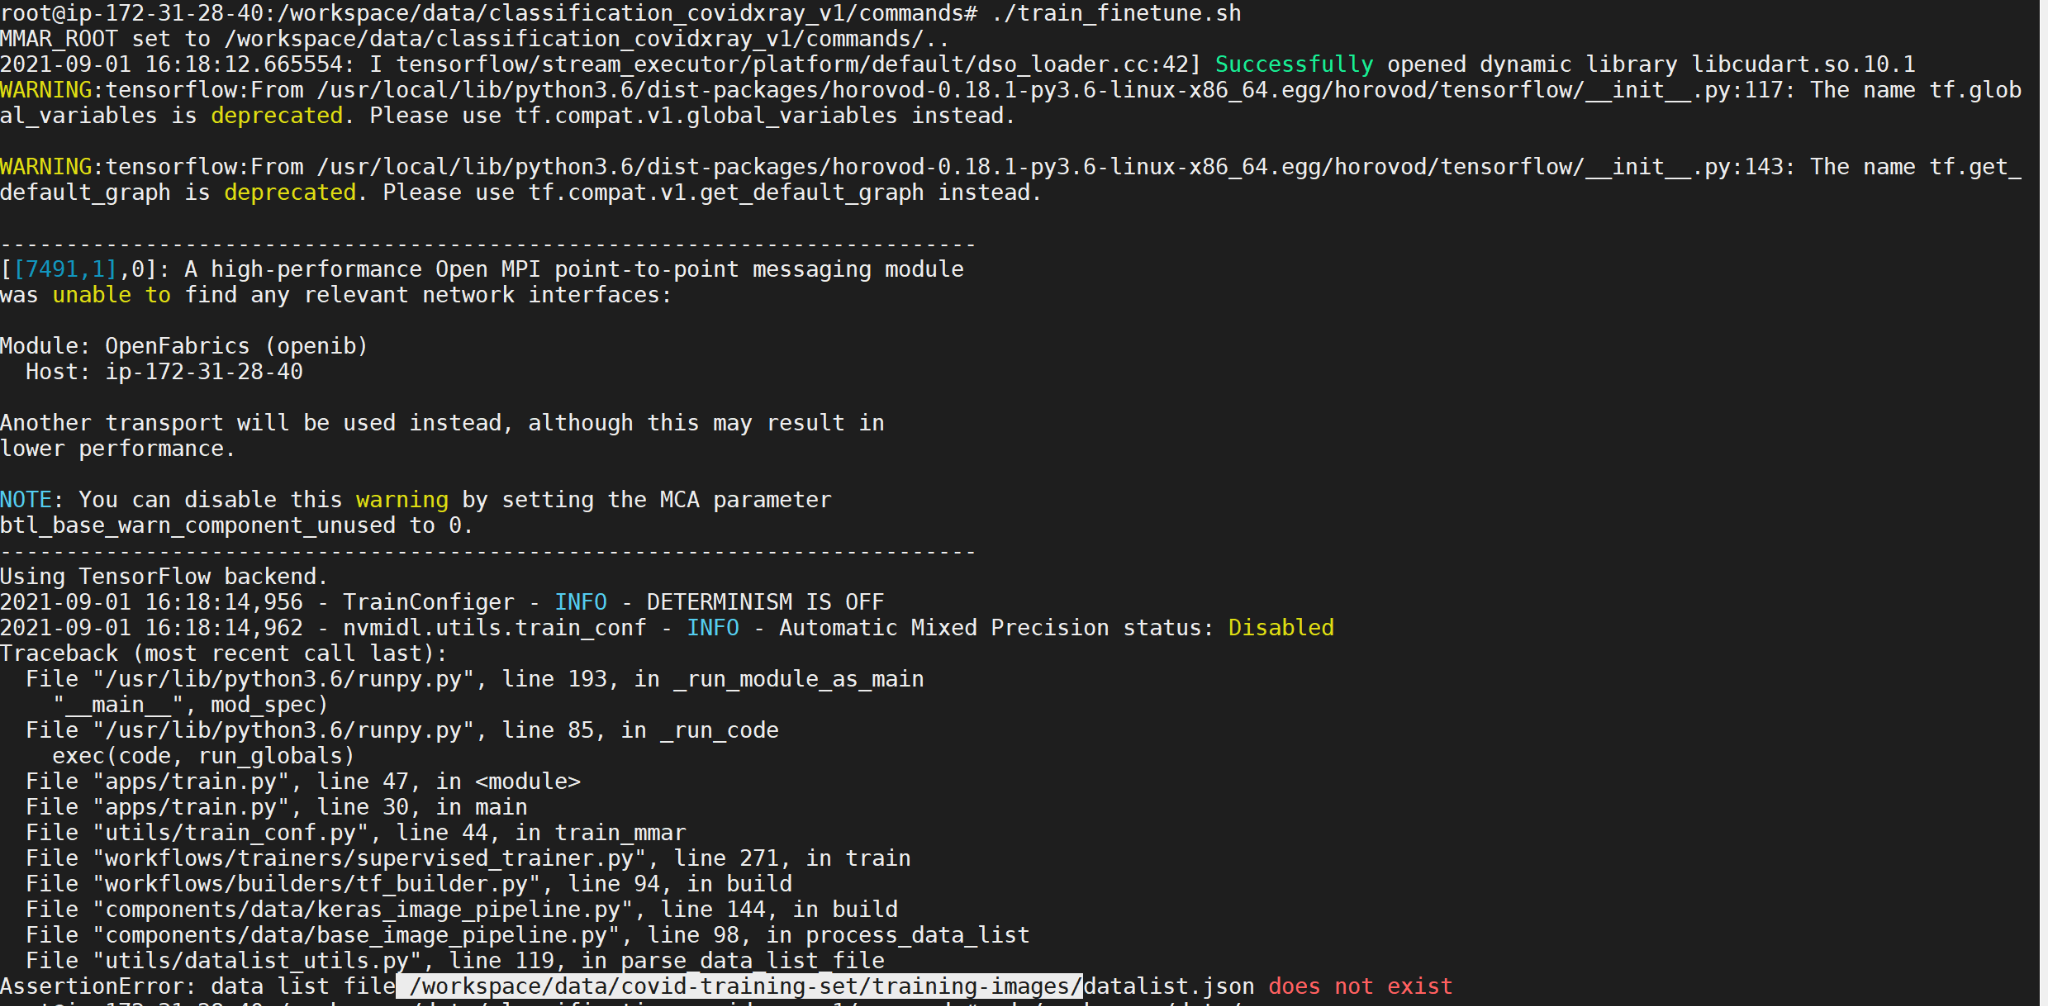 root@ip-172-31-28-40:/workspace/data/classification_covidxray_v1/commands# ./train_finetune.sh
MMAR_ROOT set to /workspace/data/classification_covidxray_v1/commands/..
2021-09-01 16:18:12.665554: I tensorflow/stream_executor/platform/default/dso_loader.cc:42] Successfully opened dynamic library libcudart.so.10.1
WARNING:tensorflow:From /usr/local/lib/python3.6/dist-packages/horovod-0.18.1-py3.6-linux-x86_64.egg/horovod/tensorflow/__init__.py:117: The name tf.glob
al_variables is deprecated. Please use tf.compat.v1.global_variables instead.
WARNING:tensorflow:From /usr/local/lib/python3.6/dist-packages/horovod-0.18.1-py3.6-linux-x86_64.egg/horovod/tensorflow/__init__.py:143: The name tf.get_
default_graph is deprecated. Please use tf.compat.v1.get_default_graph instead.
--------------------------------------------------------------------------
[[7491,1],0]: A high-performance Open MPI point-to-point messaging module
was unable to find any relevant network interfaces:
Module: OpenFabrics (openib)
  Host: ip-172-31-28-40
Another transport will be used instead, although this may result in
lower performance.
NOTE: You can disable this warning by setting the MCA parameter
btl_base_warn_component_unused to 0.
--------------------------------------------------------------------------
Using TensorFlow backend.
2021-09-01 16:18:14,956 - TrainConfiger - INFO - DETERMINISM IS OFF
2021-09-01 16:18:14,962 - nvmidl.utils.train_conf - INFO - Automatic Mixed Precision status: Disabled
Traceback (most recent call last):
  File "/usr/lib/python3.6/runpy.py", line 193, in _run_module_as_main
    "__main__", mod_spec)
  File "/usr/lib/python3.6/runpy.py", line 85, in _run_code
    exec(code, run_globals)
  File "apps/train.py", line 47, in <module>
  File "apps/train.py", line 30, in main
  File "utils/train_conf.py", line 44, in train_mmar
  File "workflows/trainers/supervised_trainer.py", line 271, in train
  File "workflows/builders/tf_builder.py", line 94, in build
  File "components/data/keras_image_pipeline.py", line 144, in build
  File "components/data/base_image_pipeline.py", line 98, in process_data_list
  File "utils/datalist_utils.py", line 119, in parse_data_list_file
AssertionError: data list file /workspace/data/covid-training-set/training-images/datalist.json does not exist